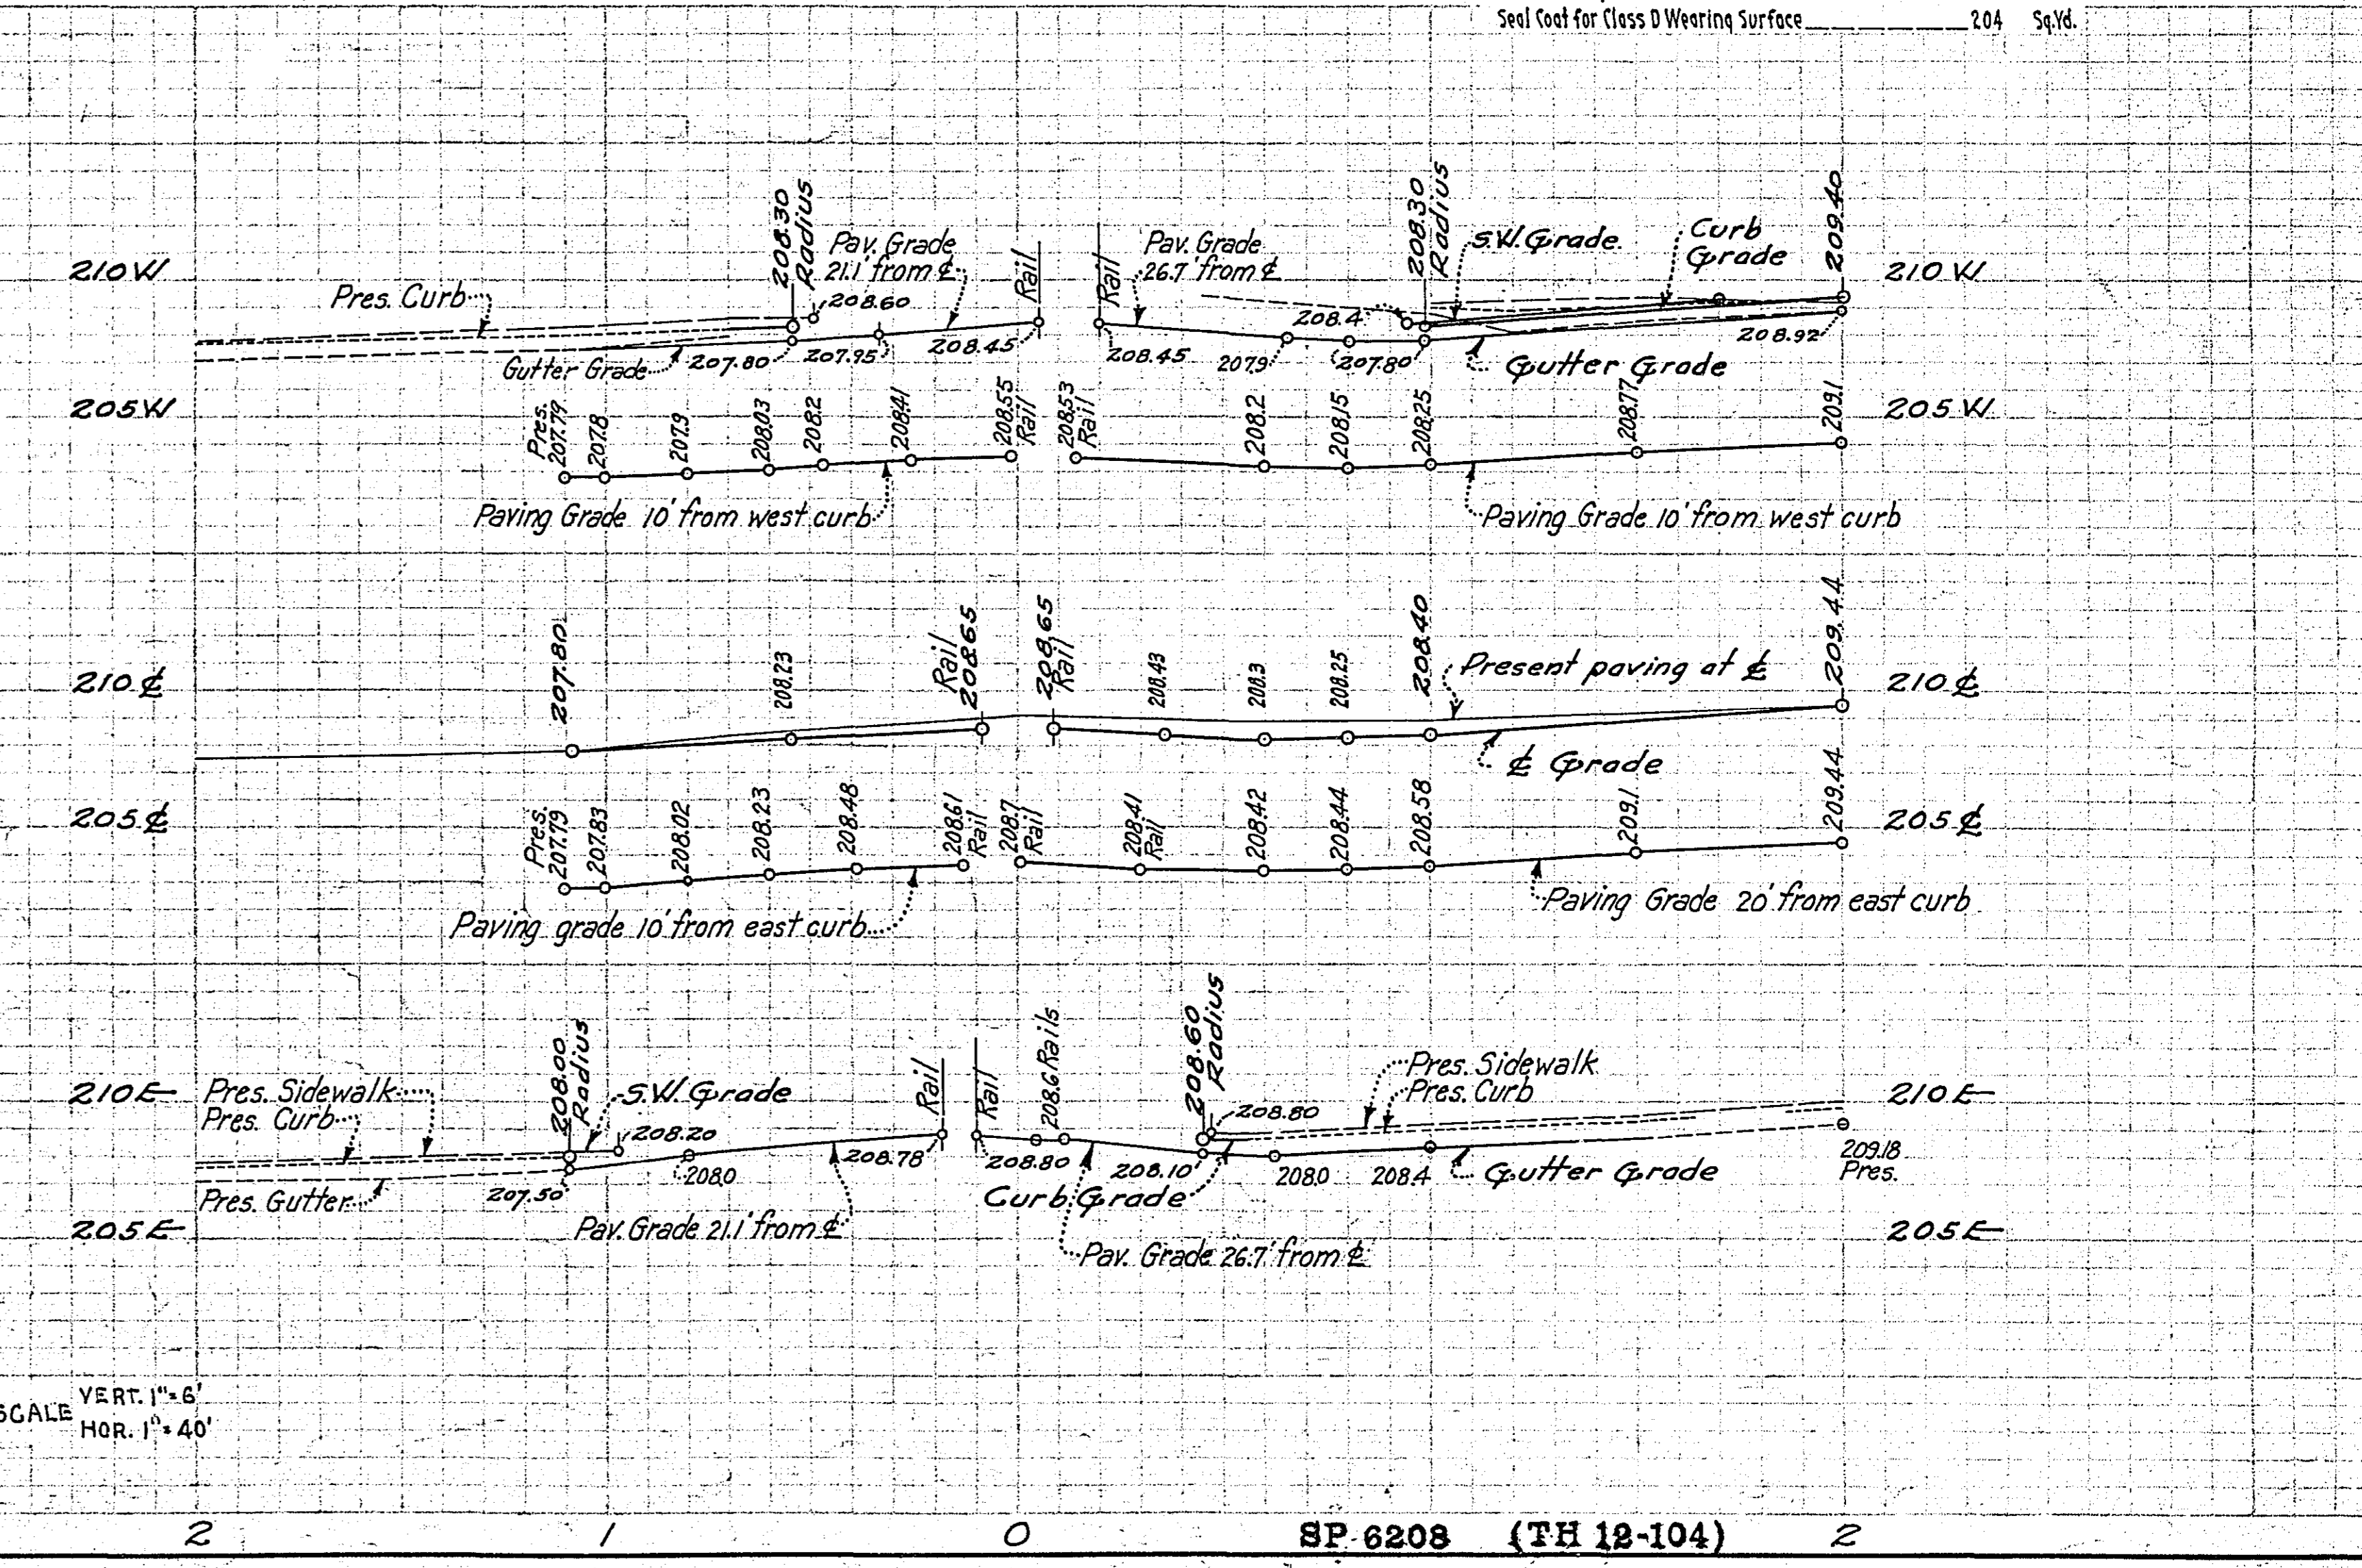 Seal Coat for Class D Wearing Surface 204 Sq.Yd.
208.30 Radius
208.30 Radius
209.40
Pav. Grade
21.1' from ℄
Rail
Rail
Pav. Grade
26.7' from ℄
S.W. Grade
Curb
Grade
210 W
210 W
Pres. Curb
208.60
208.4
208.92
Gutter Grade
207.80
207.95
208.45
208.45
207.9
207.80
Gutter Grade
205 W
205 W
Pres.
207.79
207.8
207.9
208.03
208.2
208.41
208.55
Rail
208.53
Rail
208.2
208.15
208.25
208.77
209.1
Paving Grade 10' from west curb
Paving Grade 10' from west curb
210 ℄
210 ℄
207.80
208.23
Rail
208.65
208.65
Rail
208.43
208.3
208.25
208.40
209.44
Present paving at ℄
℄ Grade
205 ℄
205 ℄
Pres.
207.79
207.83
208.02
208.23
208.48
208.61
Rail
208.7
Rail
208.41
Rail
208.42
208.44
208.58
209.1
209.44
Paving grade 10' from east curb
Paving Grade 20' from east curb
208.00
Radius
Rail
Rail
208.6 Rails
208.60
Radius
210 E
Pres. Sidewalk
Pres. Curb
S.W. Grade
208.20
208.80
Pres. Sidewalk
Pres. Curb
210 E
Pres. Gutter
207.50
208.0
208.78
208.80
208.10
208.0
208.4
Gutter Grade
209.18
Pres.
Curb Grade
205 E
Pav. Grade 21.1' from ℄
Pav. Grade 26.7' from ℄
205 E
SCALE
VERT. 1"=6'
HOR. 1"=40'
2 1 0 SP 6208 (TH 12-104) 2